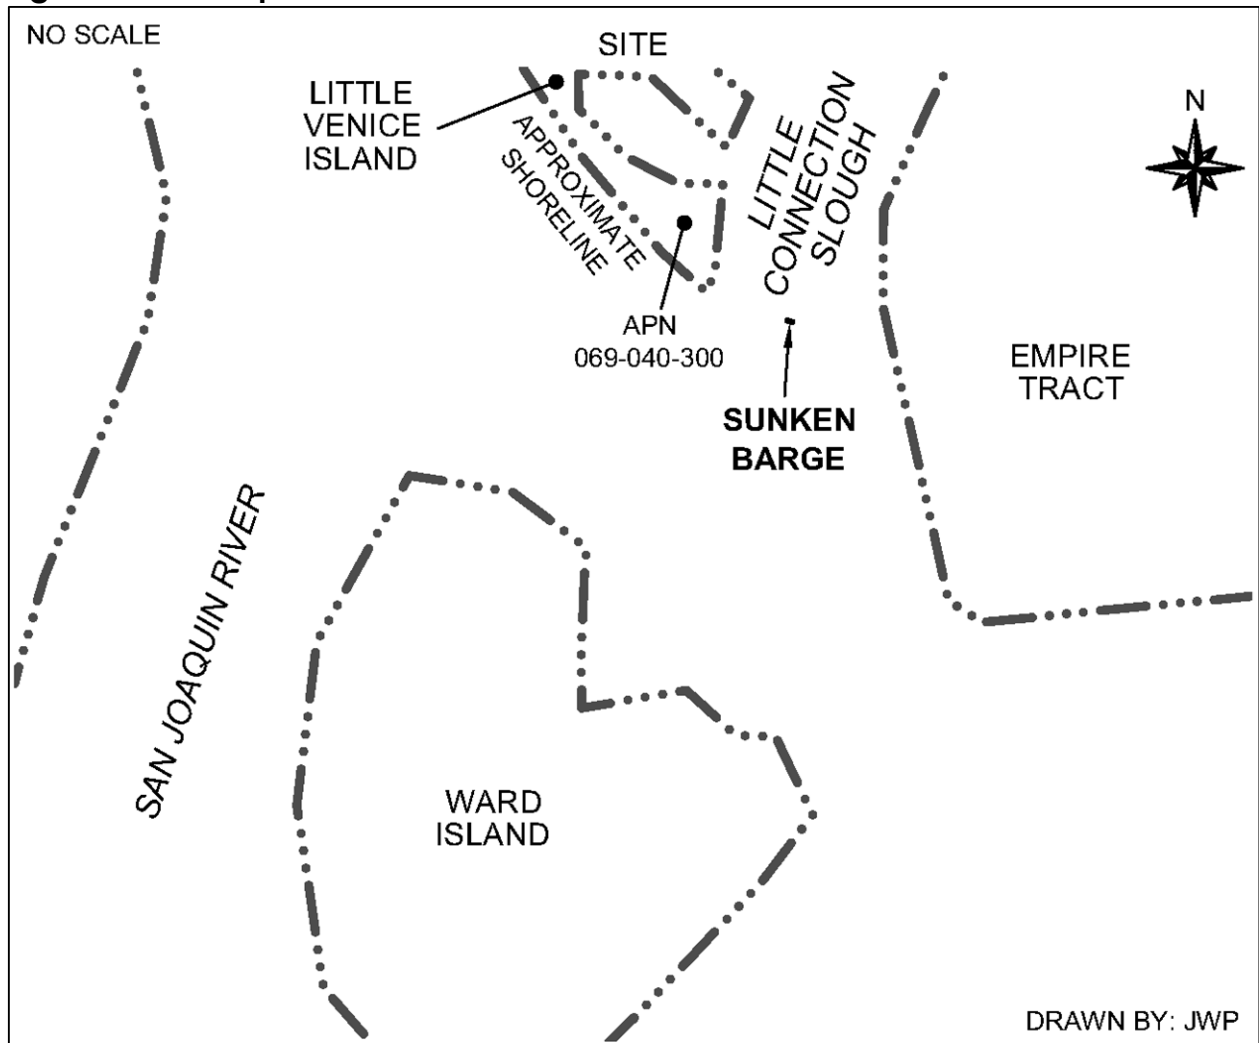 NO SCALE
SITE
LITTLE
VENICE
ISLAND
APPROXIMATE
SHORELINE
LITTLE
CONNECTION
SLOUGH
N
APN
069-040-300
EMPIRE
TRACT
SUNKEN
BARGE
SAN JOAQUIN RIVER
WARD
ISLAND
DRAWN BY: JWP